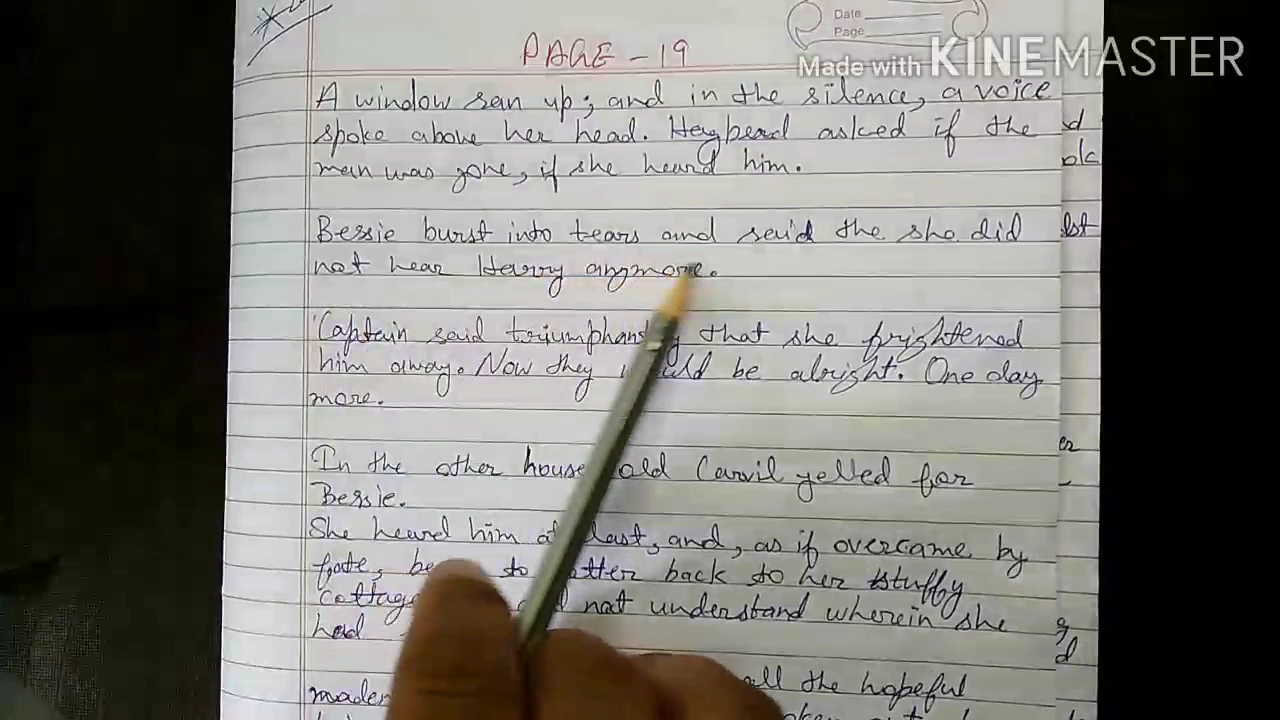 Date
Page
Made with KINEMASTER
PAGE - 19
A window ran up; and in the silence, a voice
spoke above her head. Hagberd asked if the
man was gone, if she heard him.
Bessie burst into tears and said the she did
not hear Harry anymore.
Captain said triumphantly that she frightened
him away. Now they would be alright. One day
more.
In the other house old Carvil yelled for
Bessie.
She heard him at last, and, as if overcame by
fate, to back to her stuffy
not understand wherein she
had
all the hopeful